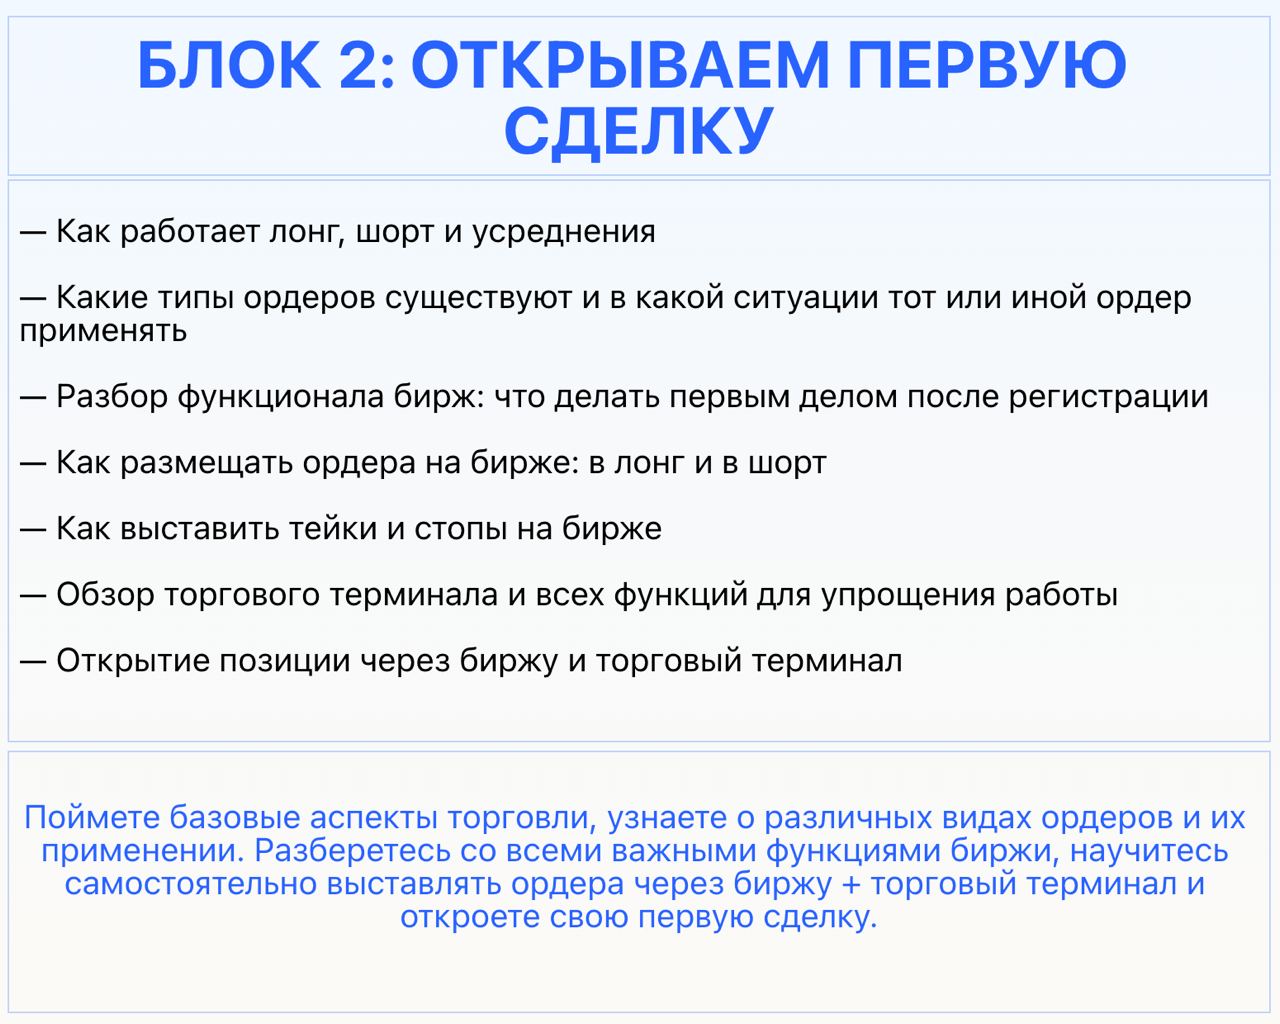 БЛОК 2: ОТКРЫВАЕМ ПЕРВУЮ
СДЕЛКУ
— Как работает лонг, шорт и усреднения
— Какие типы ордеров существуют и в какой ситуации тот или иной ордер
применять
— Разбор функционала бирж: что делать первым делом после регистрации
— Как размещать ордера на бирже: в лонг и в шорт
— Как выставить тейки и стопы на бирже
— Обзор торгового терминала и всех функций для упрощения работы
— Открытие позиции через биржу и торговый терминал
Поймете базовые аспекты торговли, узнаете о различных видах ордеров и их
применении. Разберетесь со всеми важными функциями биржи, научитесь
самостоятельно выставлять ордера через биржу + торговый терминал и
откроете свою первую сделку.